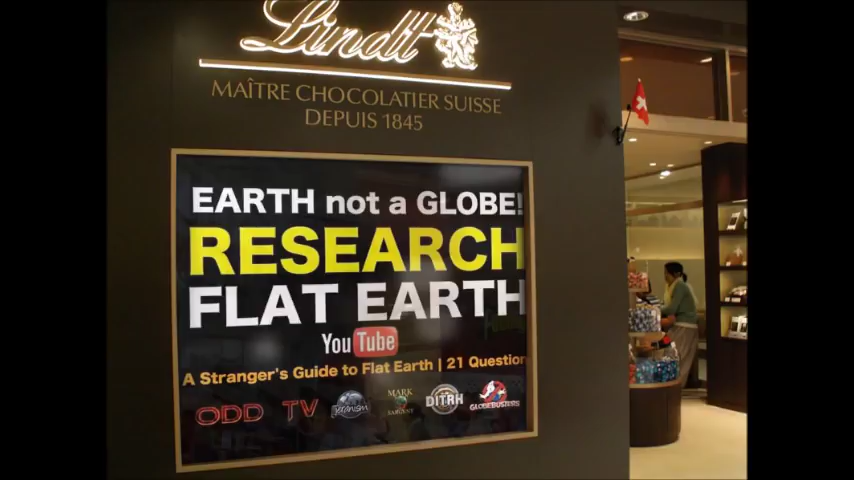 Lindt
MAÎTRE CHOCOLATIER SUISSE
DEPUIS 1845
EARTH not a GLOBE!
RESEARCH
FLAT EARTH
YouTube
A Stranger's Guide to Flat Earth | 21 Question
ODD TV JERANISM MARK SARGENT DITRH GLOBEBUSTERS